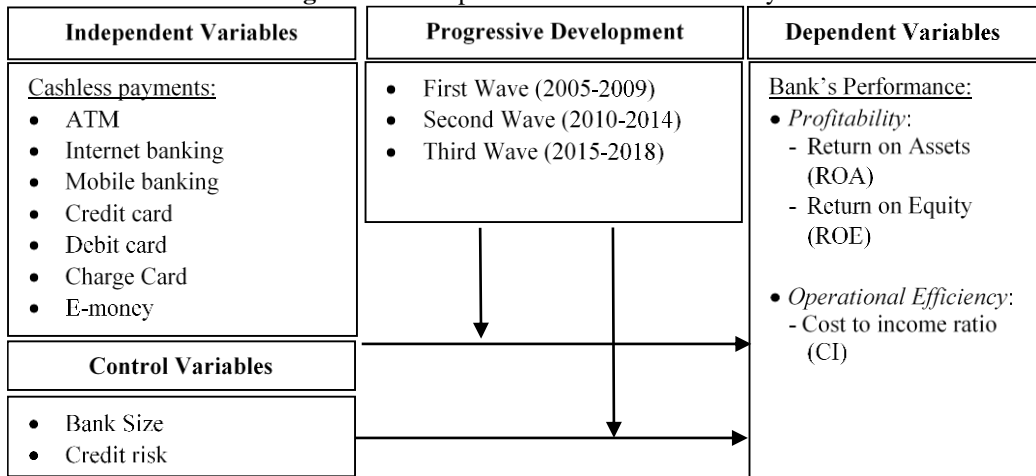 Independent Variables
Cashless payments:
• ATM
• Internet banking
• Mobile banking
• Credit card
• Debit card
• Charge Card
• E-money
Control Variables
• Bank Size
• Credit risk
Progressive Development
• First Wave (2005-2009)
• Second Wave (2010-2014)
• Third Wave (2015-2018)
Dependent Variables
Bank's Performance:
• Profitability:
- Return on Assets
(ROA)
- Return on Equity
(ROE)
• Operational Efficiency:
- Cost to income ratio
(CI)